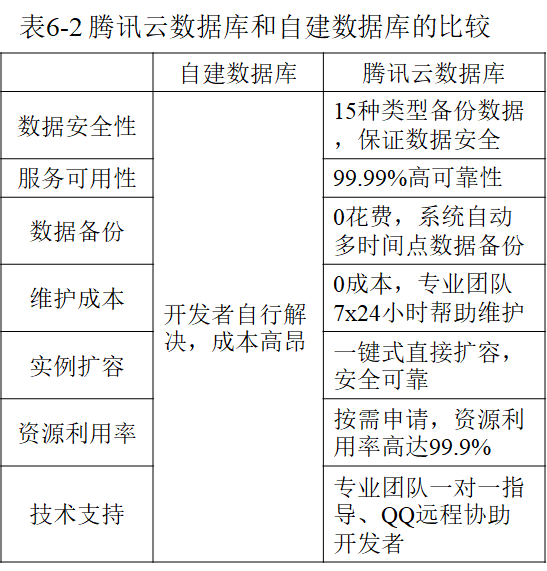 表6-2 腾讯云数据库和自建数据库的比较
自建数据库
腾讯云数据库
数据安全性
15种类型备份数据
，保证数据安全
服务可用性
99.99%高可靠性
数据备份
0花费，系统自动
多时间点数据备份
维护成本
0成本，专业团队
7x24小时帮助维护
开发者自行解
决，成本高昂
实例扩容
一键式直接扩容，
安全可靠
资源利用率
按需申请，资源利
用率高达99.9%
技术支持
专业团队一对一指
导、QQ远程协助
开发者